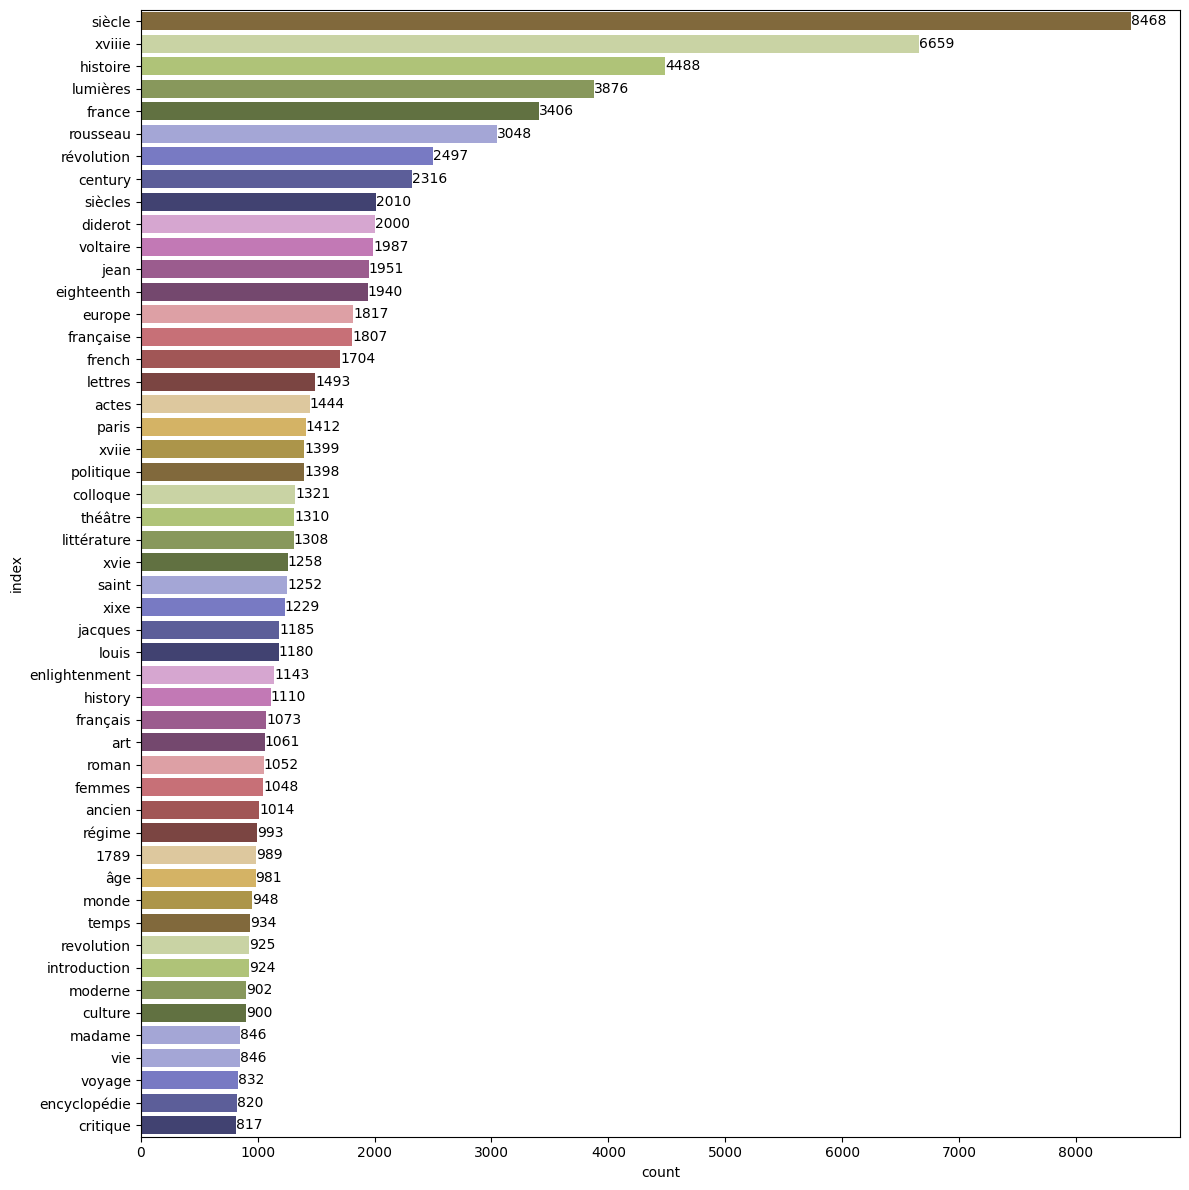 siècle 8468
xviiie 6659
histoire 4488
lumières 3876
france 3406
rousseau 3048
révolution 2497
century 2316
siècles 2010
diderot 2000
voltaire 1987
jean 1951
eighteenth 1940
europe 1817
française 1807
french 1704
lettres 1493
actes 1444
paris 1412
xviie 1399
politique 1398
colloque 1321
théâtre 1310
littérature 1308
xvie 1258
index
saint 1252
xixe 1229
jacques 1185
louis 1180
enlightenment 1143
history 1110
français 1073
art 1061
roman 1052
femmes 1048
ancien 1014
régime 993
1789 989
âge 981
monde 948
temps 934
revolution 925
introduction 924
moderne 902
culture 900
madame 846
vie 846
voyage 832
encyclopédie 820
critique 817
0 1000 2000 3000 4000 5000 6000 7000 8000
count